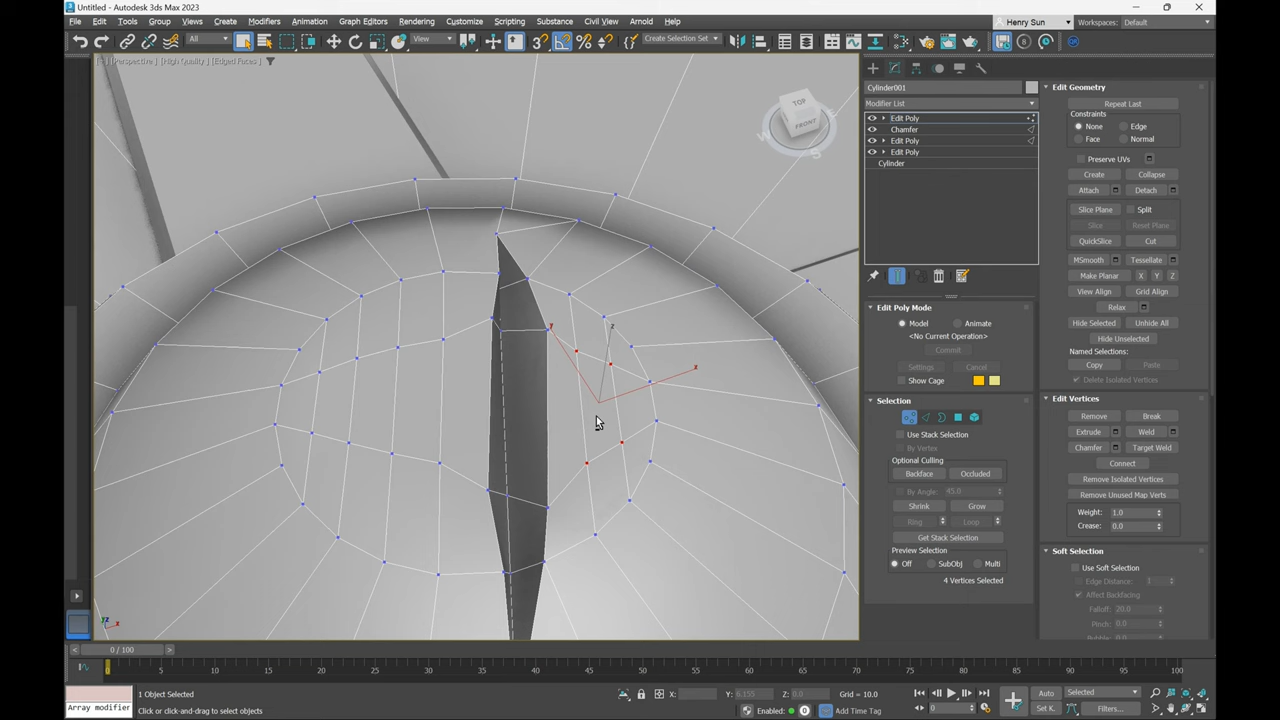 Untitled - Autodesk 3ds Max 2023
File Edit Tools Group Views Create Modifiers Animation Graph Editors Rendering Customize Scripting Substance Civil View Arnold Help
Henry Sun Workspaces: Default
All View Create Selection Set
[Perspective] [High Quality] [Edged Faces]
TOP
FRONT
Cylinder001
Modifier List
Edit Poly
Chamfer
Edit Poly
Edit Poly
Cylinder
Edit Poly Mode
Model Animate
<No Current Operation>
Commit
Settings Cancel
Show Cage
Selection
Use Stack Selection
By Vertex
Optional Culling
Backface Occluded
By Angle: 45.0
Shrink Grow
Ring Loop
Get Stack Selection
Preview Selection
Off SubObj Multi
4 Vertices Selected
Edit Geometry
Repeat Last
Constraints
None Edge
Face Normal
Preserve UVs
Create Collapse
Attach Detach
Slice Plane Split
Slice Reset Plane
QuickSlice Cut
MSmooth Tessellate
Make Planar X Y Z
View Align Grid Align
Relax
Hide Selected Unhide All
Hide Unselected
Named Selections:
Copy Paste
Delete Isolated Vertices
Edit Vertices
Remove Break
Extrude Weld
Chamfer Target Weld
Connect
Remove Isolated Vertices
Remove Unused Map Verts
Weight: 1.0
Crease: 0.0
Soft Selection
Use Soft Selection
Edge Distance: 1
Affect Backfacing
Falloff: 20.0
Pinch: 0.0
y z x
0 / 100
0 5 10 15 20 25 30 35 40 45 50 55 60 65 70 75 80 85 90 95 100
1 Object Selected
X: Y: 6.155 Z: 0.0 Grid = 10.0
Auto Selected
Array modifier
Click or click-and-drag to select objects
Enabled: Add Time Tag
0
Set K. Filters...